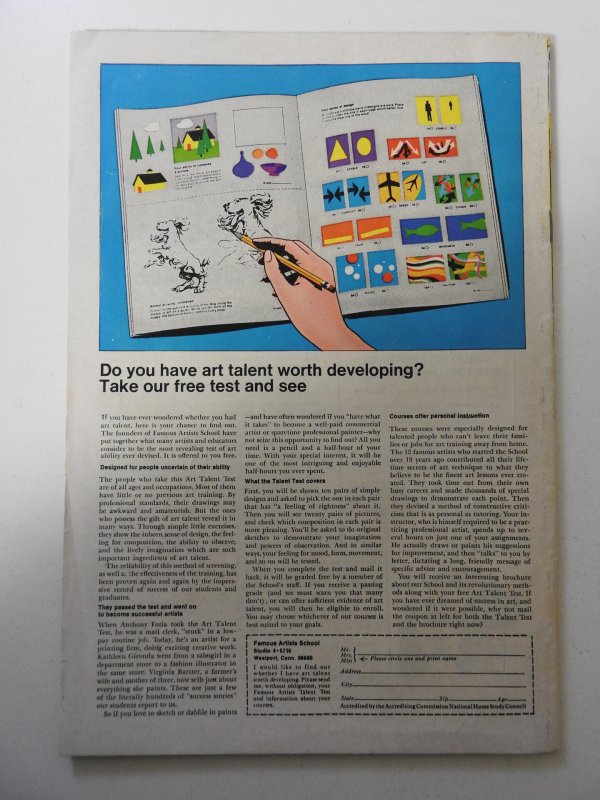 Do you have art talent worth developing?
Take our free test and see
If you have ever wondered whether you had
art talent, here is your chance to find out.
The founders of Famous Artists School have
put together what many artists and educators
consider to be the most revealing test of art
ability ever devised. It is offered to you free.
Designed for people uncertain of their ability
The people who take this Art Talent Test
are of all ages and occupations. Most of them
have little or no previous art training. By
professional standards, their drawings may
be awkward and amateurish. But the ones
who possess the gift of art talent reveal it in
many ways. Through simple little exercises,
they show the inborn sense of design, the feel-
ing for composition, the ability to observe,
and the lively imagination which are such
important ingredients of art talent.
The reliability of this method of screening
as well as the effectiveness of the training, has
been proven again and again by the impres-
sive record of success of our students and
graduates.
They passed the test and went on
to become successful artists
When Anthony Fotia took the Art Talent
Test, he was a mail clerk, "stuck" in a low-
pay routine job. Today, he's an artist for a
printing firm, doing exciting creative work.
Kathleen Gironda went from a salesgirl in a
department store to a fashion illustrator in
the same store. Virginia Bartter, a farmer's
wife and mother of three, now sells just about
everything she paints. These are just a few
of the literally hundreds of "success stories"
our students report to us.
So if you love to sketch or dabble in paints
—and have often wondered if you "have what
it takes" to become a well-paid commercial
artist or sparetime professional painter—why
not seize this opportunity to find out? All you
need is a pencil and a half-hour of your
time. With your special interest, it will be
one of the most intriguing and enjoyable
half-hours you ever spent.
What the Talent Test covers
First, you will be shown ten pairs of simple
designs and asked to pick the one in each pair
that has "a feeling of rightness" about it.
Then you will see twenty pairs of pictures,
and check which composition in each pair is
more pleasing. You'll be asked to do original
sketches to demonstrate your imagination
and powers of observation. And in similar
ways, your feeling for mood, form, movement,
and so on will be tested.
When you complete the test and mail it
back, it will be graded free by a member of
the School's staff. If you receive a passing
grade (and we must warn you that many
don't), or can offer sufficient evidence of art
talent, you will then be eligible to enroll.
You may choose whichever of our courses is
best suited to your goals.
Courses offer personal instruction
These courses were especially designed for
talented people who can't leave their fami-
lies or jobs for art training away from home.
The 12 famous artists who started the School
over 19 years ago contributed all their life-
time secrets of art technique to what they
believe to be the finest art lessons ever cre-
ated. They took time out from their own
busy careers and made thousands of special
drawings to demonstrate each point. Then
they devised a method of constructive criti-
cism that is as personal as tutoring. Your in-
structor, who is himself required to be a prac-
ticing professional artist, spends up to sev-
eral hours on just one of your assignments.
He actually draws or paints his suggestions
for improvement, and then "talks" to you by
letter, dictating a long, friendly message of
specific advice and encouragement.
You will receive an interesting brochure
about our School and its revolutionary meth-
ods along with your free Art Talent Test. If
you have ever dreamed of success in art, and
wondered if it were possible, why not mail
the coupon at left for both the Talent Test
and the brochure right now?
Famous Artists School
Studio
Westport, Conn. 06880
I would like to find out
whether I have art talent
worth developing. Please send
me, without obligation, your
Famous Artists Talent Test
and information about your
courses.
Mr.
Mrs.
Miss
Please circle one and print name
Address
City
State Zip Age
Accredited by the Accrediting Commission National Home Study Council